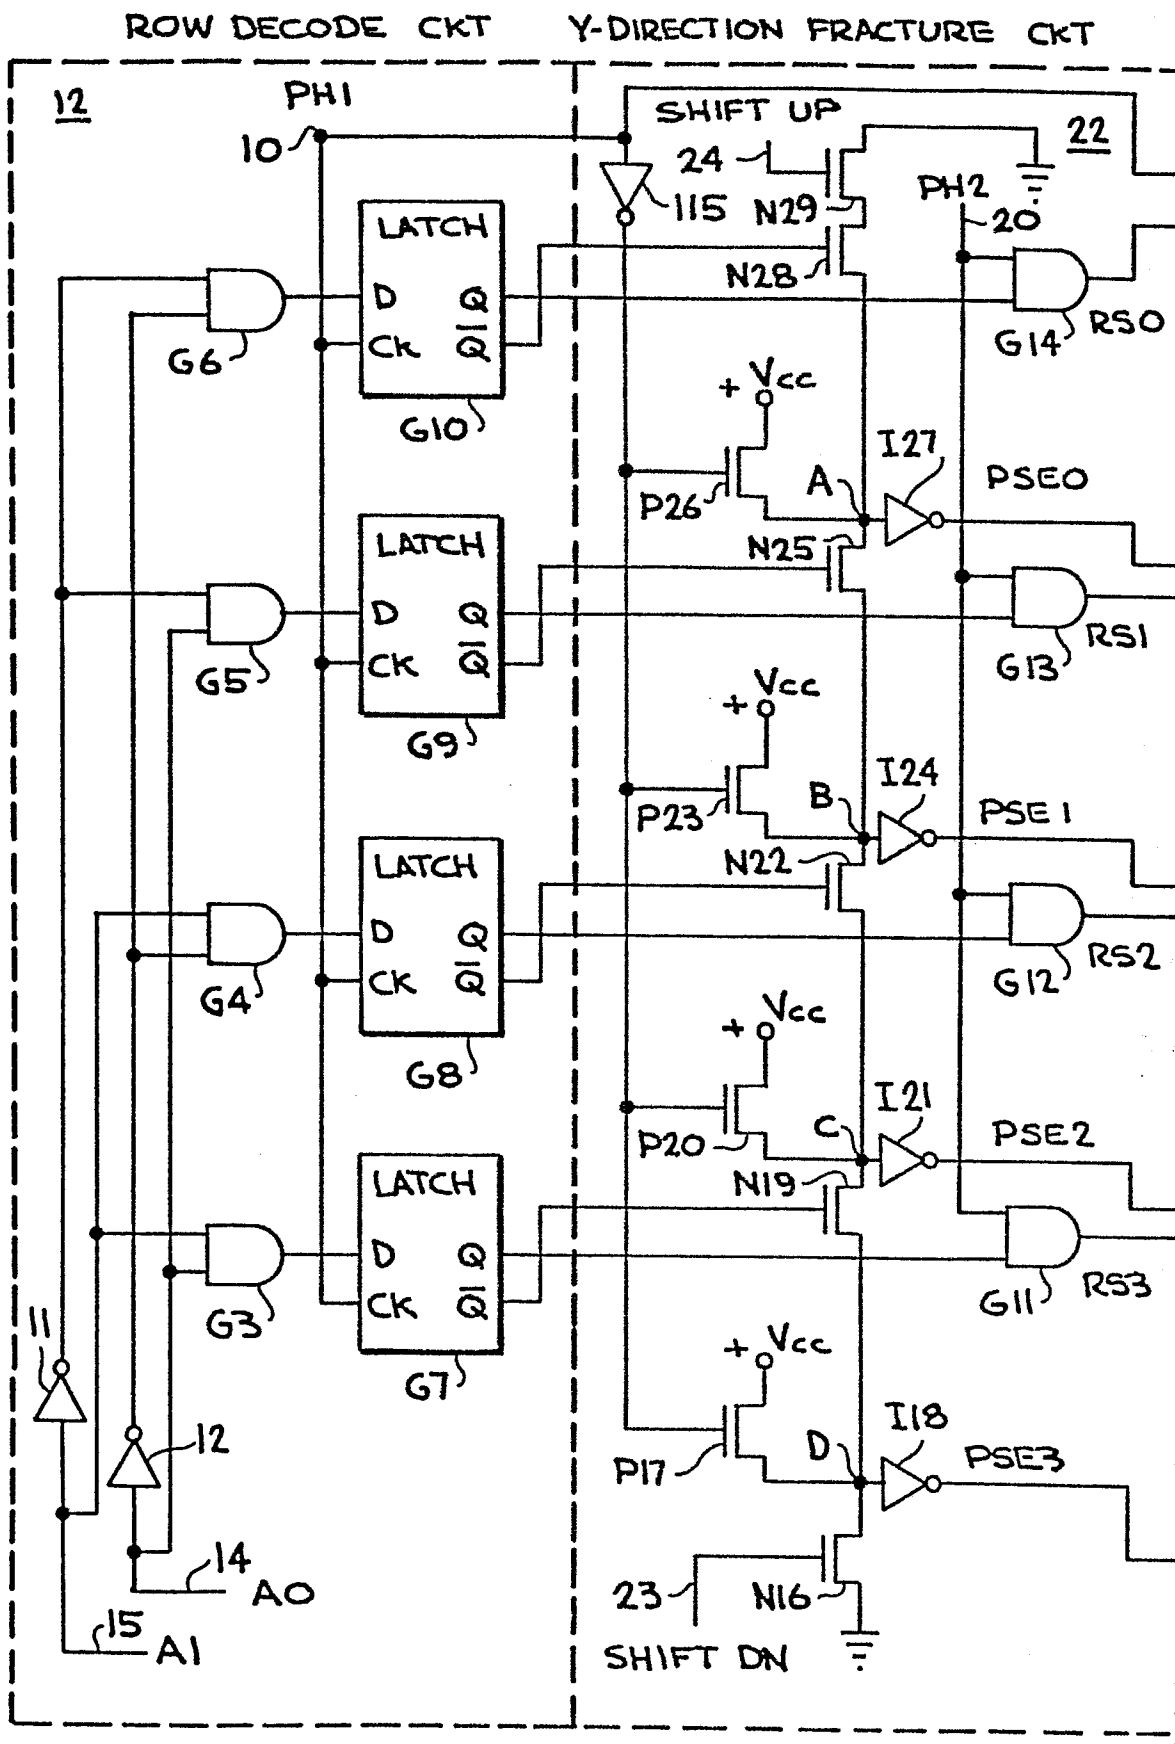 ROW DECODE CKT
Y-DIRECTION FRACTURE CKT
12
PH1
10
SHIFT UP
24
22
115
N29
PH2
20
LATCH
N28
D
Q
G6
CK
Q̅
G14
RS0
G10
+ Vcc
I27
A
PSE0
P26
N25
LATCH
D
Q
G5
CK
Q̅
G13
RS1
G9
+ Vcc
I24
B
PSE1
P23
N22
LATCH
D
Q
G4
CK
Q̅
G12
RS2
G8
+ Vcc
I21
C
PSE2
P20
N19
LATCH
D
Q
G3
CK
Q̅
G11
RS3
11
G7
+ Vcc
I18
12
D
PSE3
P17
14
A0
23
N16
15
A1
SHIFT DN